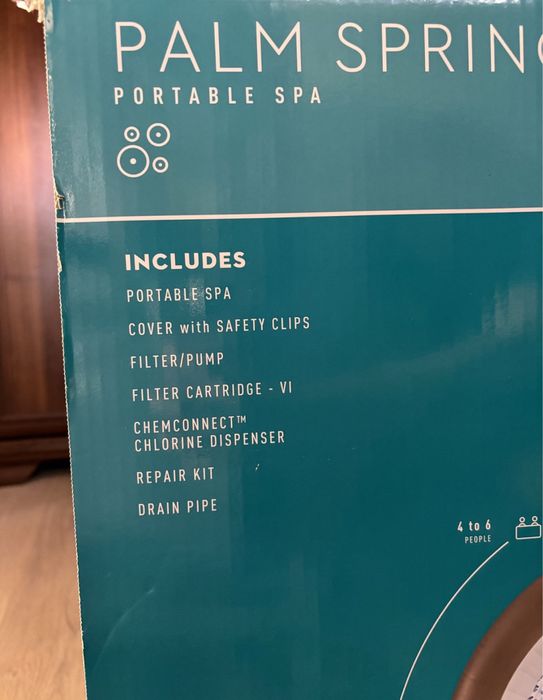 PALM SPRIN
PORTABLE SPA
INCLUDES
PORTABLE SPA
COVER with SAFETY CLIPS
FILTER/PUMP
FILTER CARTRIDGE - VI
CHEMCONNECT™
CHLORINE DISPENSER
REPAIR KIT
DRAIN PIPE
4 to 6
PEOPLE